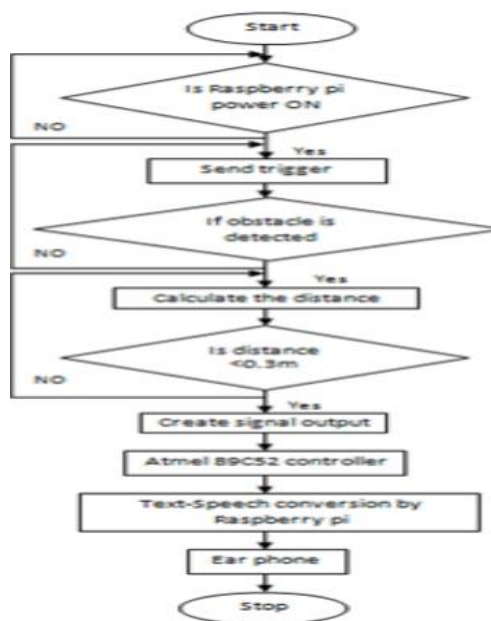 Start
Is Raspberry pi
power ON
NO
Yes
Send trigger
If obstacle is
detected
NO
Yes
Calculate the distance
Is distance
<0.3m
NO
Yes
Create signal output
Atmel 89C52 controller
Text-Speech conversion by
Raspberry pi
Ear phone
Stop